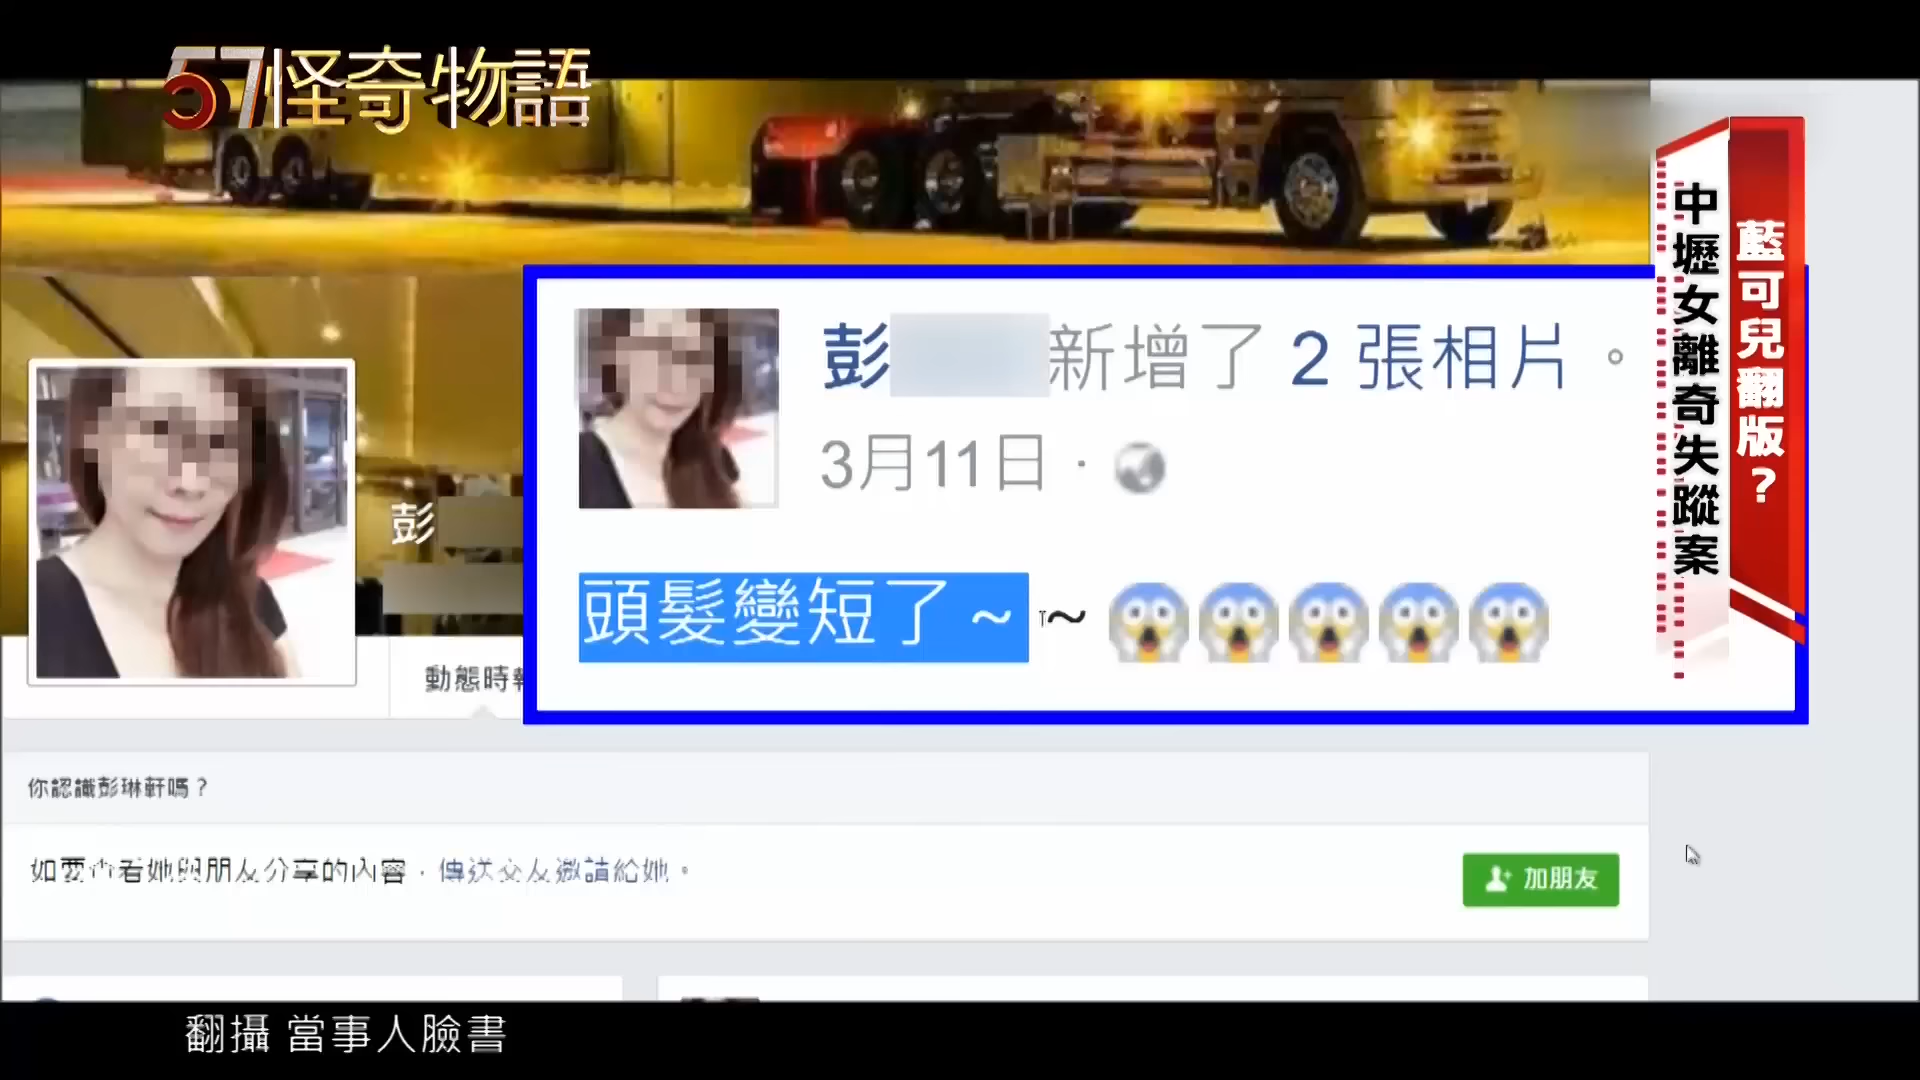 57怪奇物語
藍可兒翻版？
中壢女離奇失蹤案
彭 新增了 2 張相片。
3月11日 ·
頭髮變短了～~ 😱😱😱😱😱
彭
動態時
你認識彭琳軒嗎？
如要查看她與朋友分享的內容，傳送交友邀請給她。
加朋友
翻攝 當事人臉書